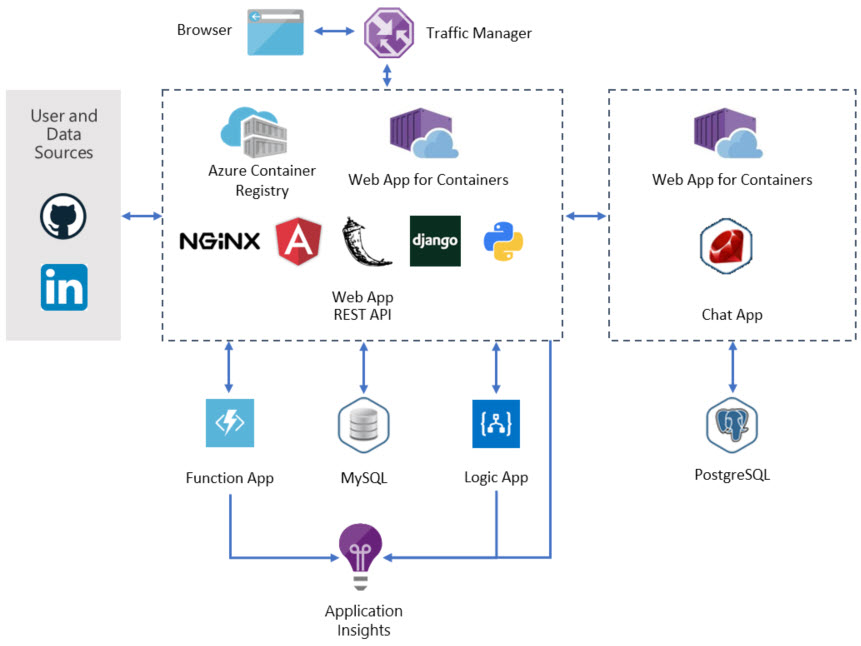 Browser
Traffic Manager
User and
Data
Sources
Azure Container
Registry
Web App for Containers
Web App for Containers
NGiNX
A
django
in
Web App
REST API
Chat App
Function App
MySQL
Logic App
PostgreSQL
Application
Insights